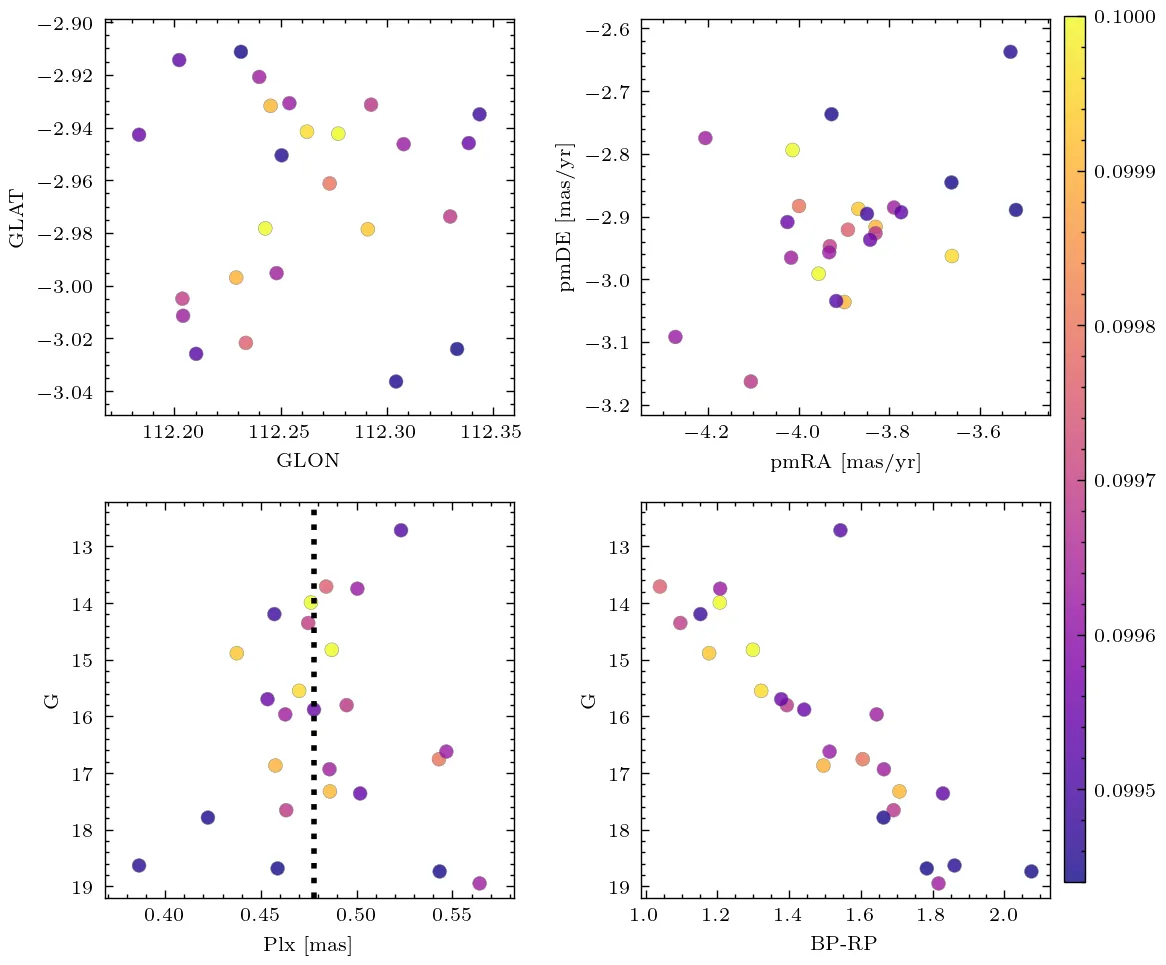 −2.90
−2.92
−2.94
−2.96
−2.98
−3.00
−3.02
−3.04
GLAT
112.20 112.25 112.30 112.35
GLON
−2.6
−2.7
−2.8
−2.9
−3.0
−3.1
−3.2
pmDE [mas/yr]
−4.2 −4.0 −3.8 −3.6
pmRA [mas/yr]
13
14
15
16
17
18
19
G
0.40 0.45 0.50 0.55
Plx [mas]
13
14
15
16
17
18
19
G
1.0 1.2 1.4 1.6 1.8 2.0
BP-RP
0.1000
0.0999
0.0998
0.0997
0.0996
0.0995